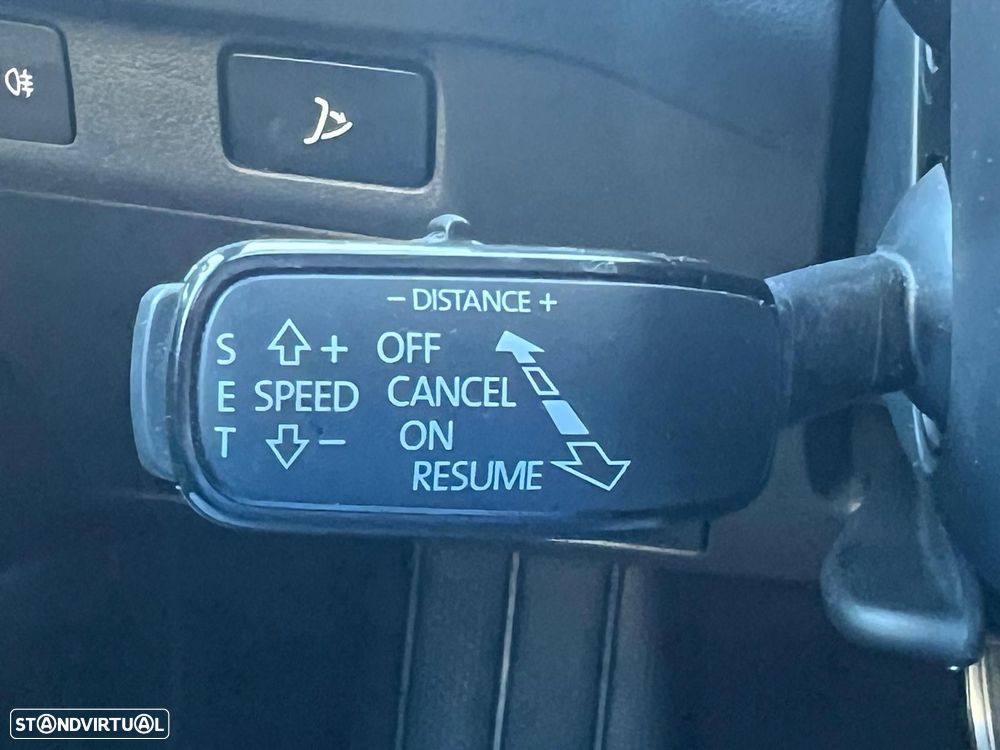 - DISTANCE +
S + OFF
E SPEED CANCEL
T - ON
RESUME
STANDVIRTUAL